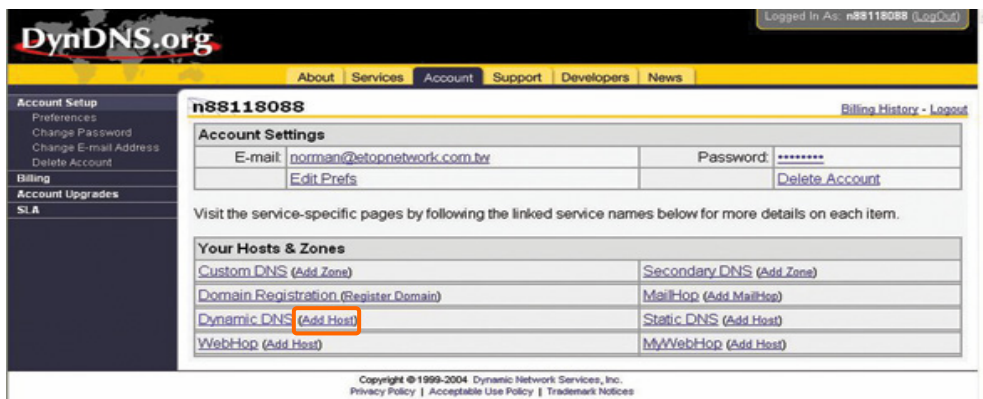 Logged In As: n88118088 (LogOut)
DynDNS.org
About Services Account Support Developers News
Account Setup
Preferences
Change Password
Change E-mail Address
Delete Account
Billing
Account Upgrades
SLA
n88118088 Billing History - Logout
Account Settings
E-mail: norman@etopnetwork.com.tw Password: ••••••••
Edit Prefs Delete Account
Visit the service-specific pages by following the linked service names below for more details on each item.
Your Hosts & Zones
Custom DNS (Add Zone) Secondary DNS (Add Zone)
Domain Registration (Register Domain) MailHop (Add MailHop)
Dynamic DNS (Add Host) Static DNS (Add Host)
WebHop (Add Host) MyWebHop (Add Host)
Copyright © 1999-2004 Dynamic Network Services, Inc.
Privacy Policy | Acceptable Use Policy | Trademark Notices